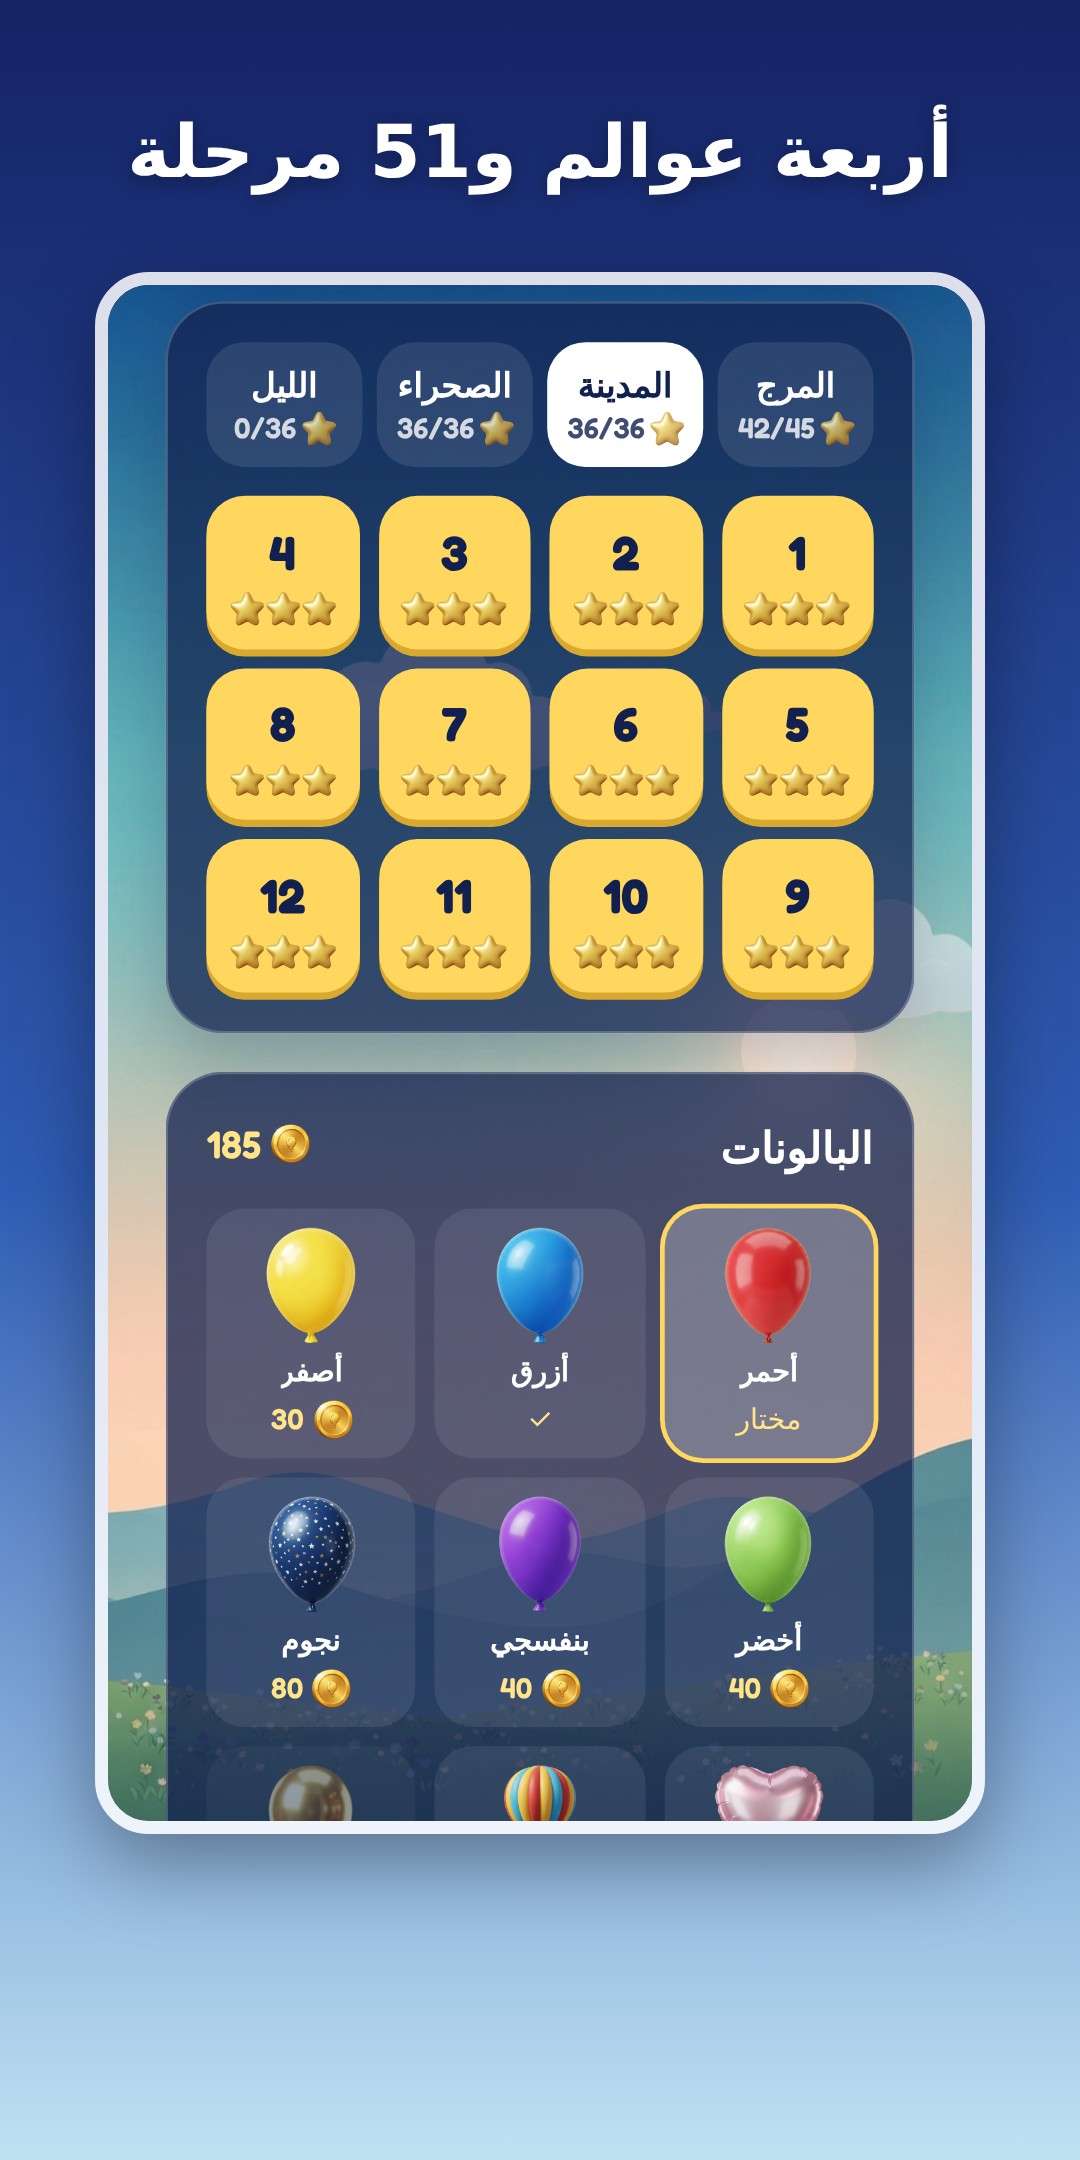 أربعة عوالم و51 مرحلة
المرج المدينة الصحراء الليل
42/45 36/36 36/36 0/36
1 2 3 4
5 6 7 8
9 10 11 12
البالونات 185
أحمر أزرق أصفر
مختار ✓ 30
أخضر بنفسجي نجوم
40 40 80